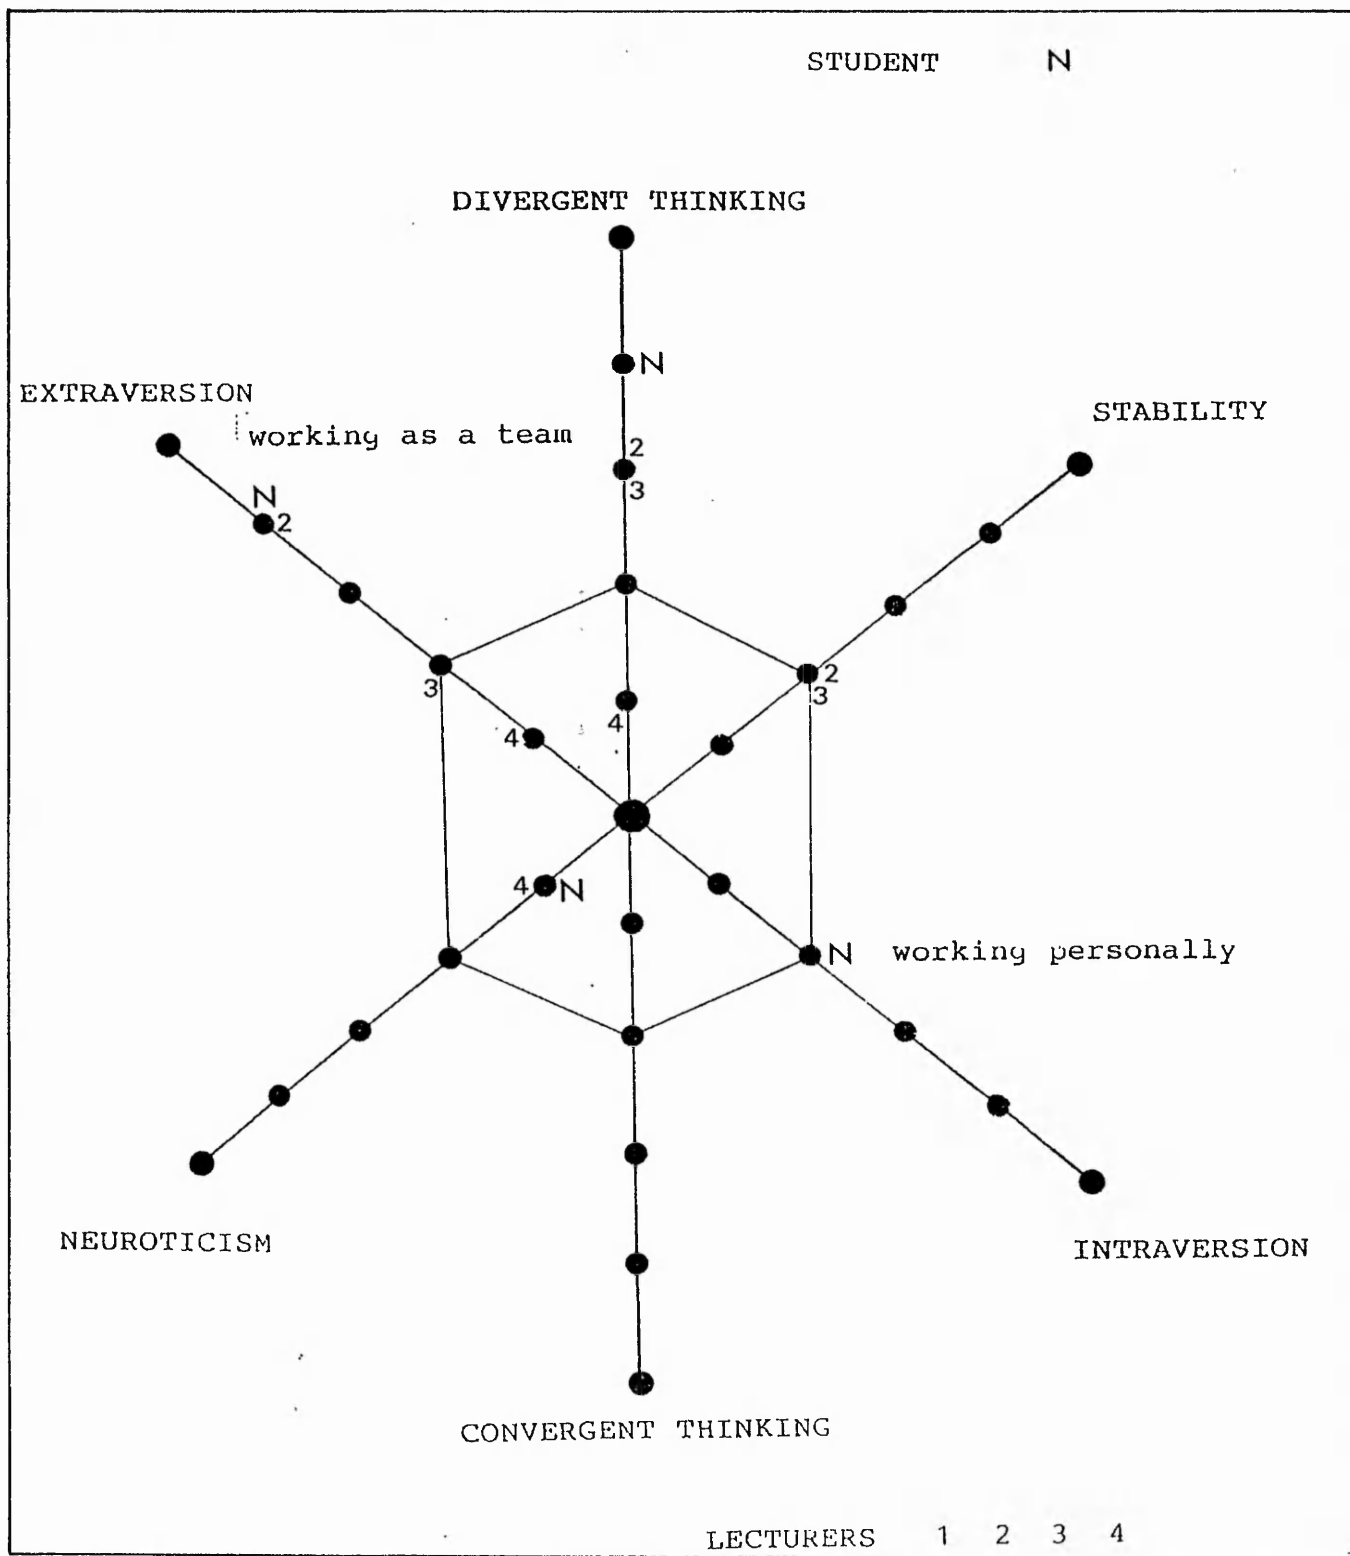 STUDENT N
DIVERGENT THINKING
N
EXTRAVERSION
STABILITY
working as a team
2
3
N
2
2
3
3
4
4
4 N
N working personally
NEUROTICISM
INTRAVERSION
CONVERGENT THINKING
LECTURERS 1 2 3 4